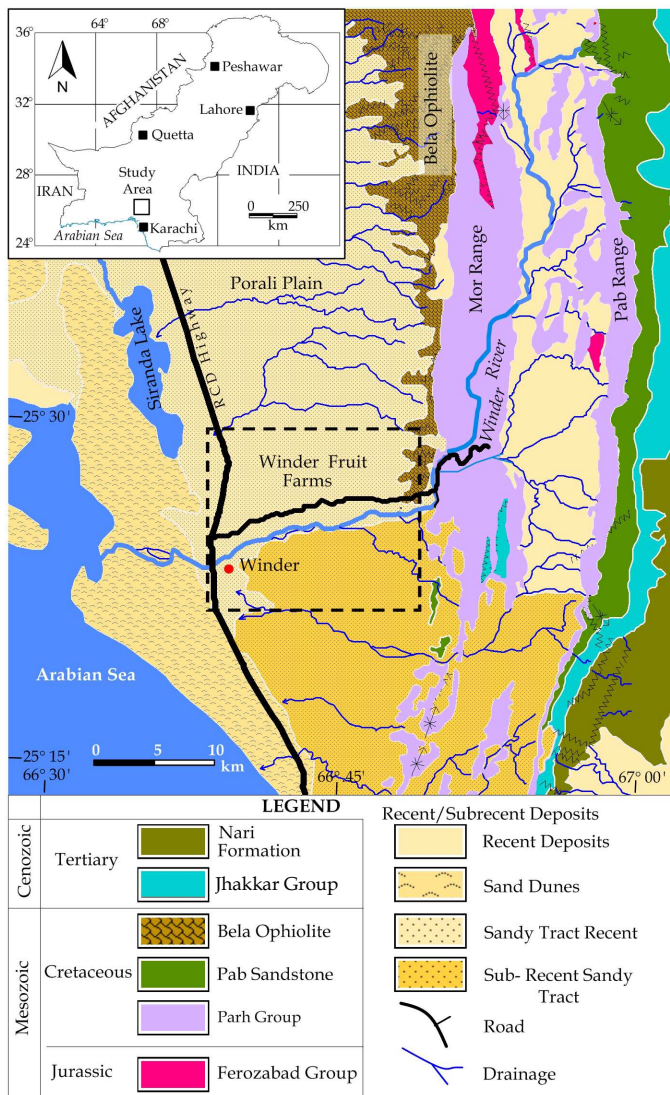 64°
68°
72°
36°
32°
28°
24°
N
AFGHANISTAN
Peshawar
Lahore
Quetta
Study
Area
INDIA
IRAN
Arabian Sea
Karachi
0 250
km
Bela Ophiolite
Mor Range
Pab Range
Porali Plain
Siranda Lake
RCD Highway
Winder River
25° 30'
Winder Fruit
Farms
Winder
Arabian Sea
0 5 10
km
25° 15'
66° 30'
66° 45'
67° 00'
LEGEND
Cenozoic
Tertiary
Nari
Formation
Jhakkar Group
Mesozoic
Cretaceous
Bela Ophiolite
Pab Sandstone
Parh Group
Jurassic
Ferozabad Group
Recent/Subrecent Deposits
Recent Deposits
Sand Dunes
Sandy Tract Recent
Sub- Recent Sandy
Tract
Road
Drainage